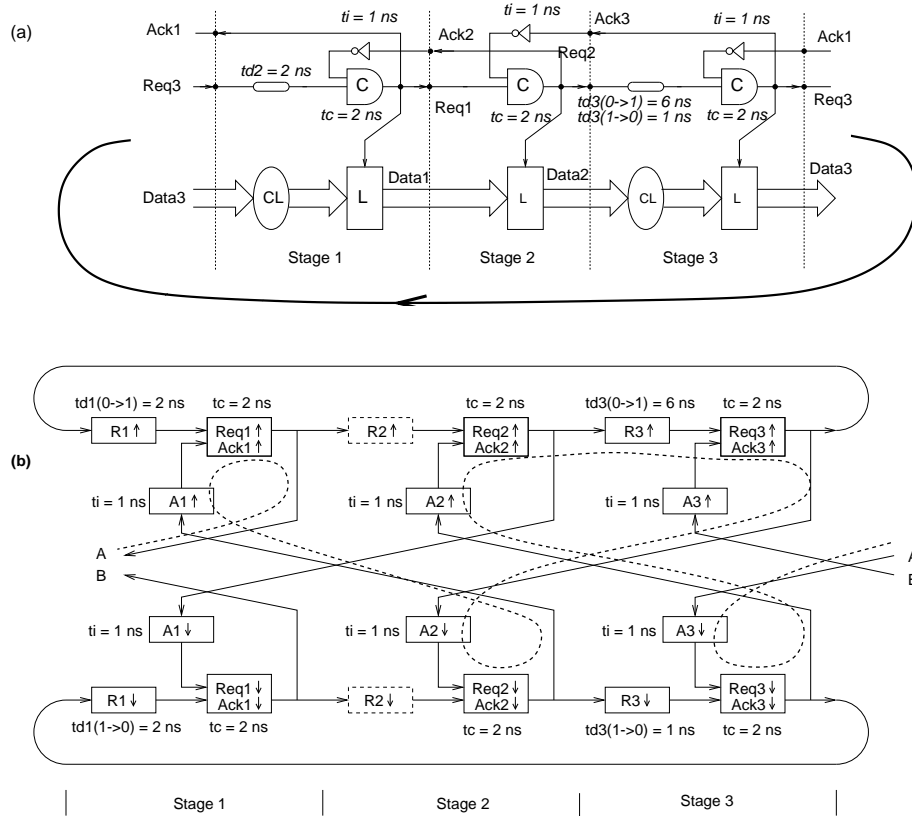 (a)
Ack1
ti = 1 ns
Ack2
ti = 1 ns
Ack3
ti = 1 ns
Ack1
Req3
td2 = 2 ns
C
tc = 2 ns
Req1
Req2
C
tc = 2 ns
td3(0->1) = 6 ns
td3(1->0) = 1 ns
C
tc = 2 ns
Req3
Data3
CL
L
Data1
L
Data2
CL
L
Data3
Stage 1
Stage 2
Stage 3
(b)
td1(0->1) = 2 ns
tc = 2 ns
tc = 2 ns
td3(0->1) = 6 ns
tc = 2 ns
R1 ↑
Req1 ↑
Ack1 ↑
R2 ↑
Req2 ↑
Ack2 ↑
R3 ↑
Req3 ↑
Ack3 ↑
ti = 1 ns
A1 ↑
ti = 1 ns
A2 ↑
ti = 1 ns
A3 ↑
A
B
A
B
ti = 1 ns
A1 ↓
ti = 1 ns
A2 ↓
ti = 1 ns
A3 ↓
R1 ↓
Req1 ↓
Ack1 ↓
R2 ↓
Req2 ↓
Ack2 ↓
R3 ↓
Req3 ↓
Ack3 ↓
td1(1->0) = 2 ns
tc = 2 ns
tc = 2 ns
td3(1->0) = 1 ns
tc = 2 ns
Stage 1
Stage 2
Stage 3